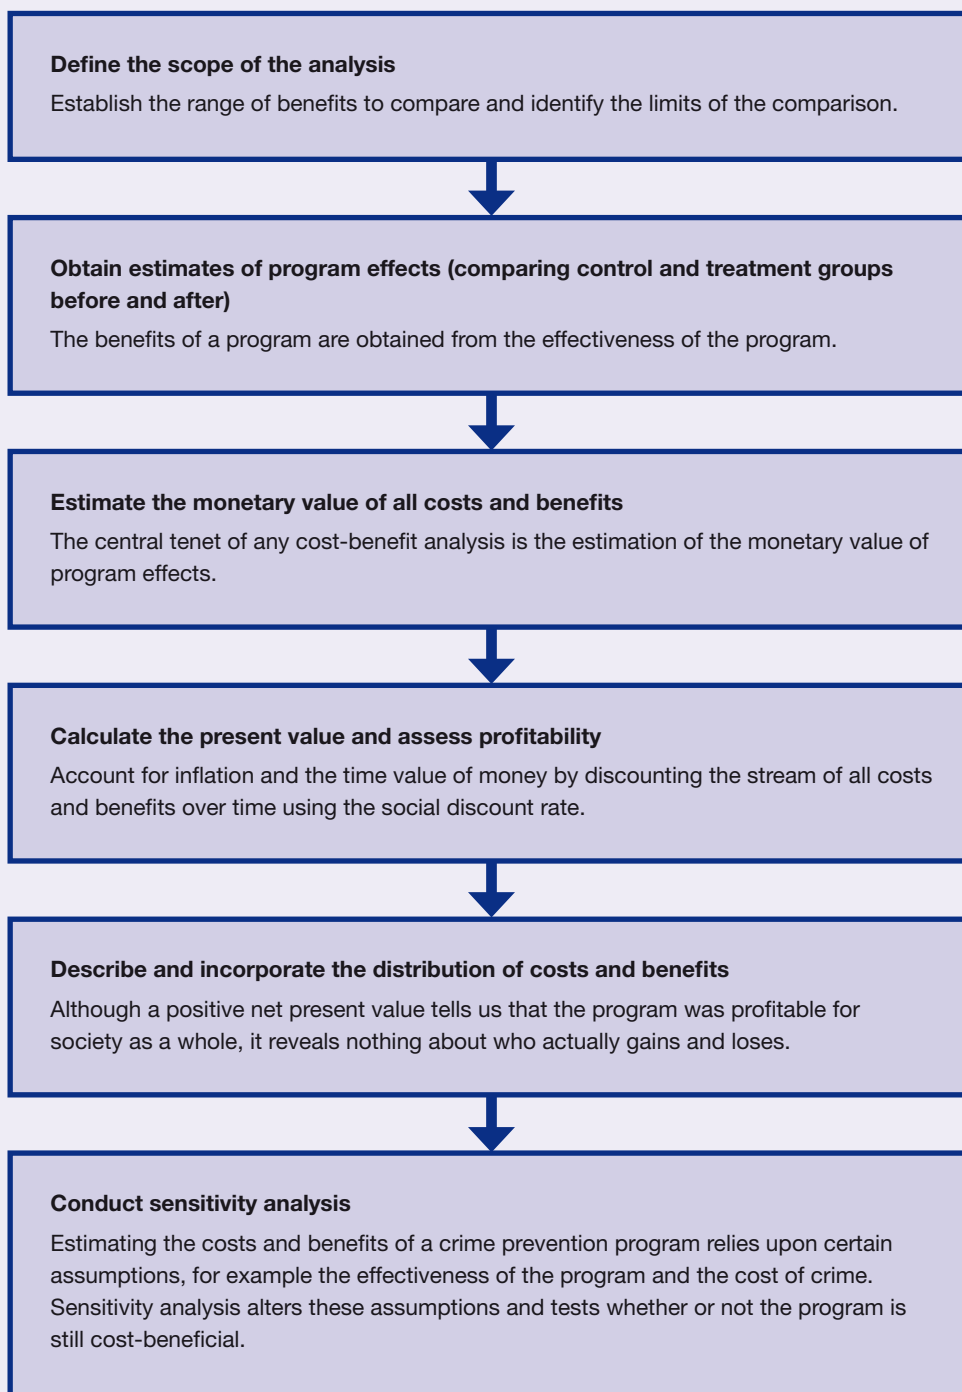 Define the scope of the analysis
Establish the range of benefits to compare and identify the limits of the comparison.
Obtain estimates of program effects (comparing control and treatment groups
before and after)
The benefits of a program are obtained from the effectiveness of the program.
Estimate the monetary value of all costs and benefits
The central tenet of any cost-benefit analysis is the estimation of the monetary value of
program effects.
Calculate the present value and assess profitability
Account for inflation and the time value of money by discounting the stream of all costs
and benefits over time using the social discount rate.
Describe and incorporate the distribution of costs and benefits
Although a positive net present value tells us that the program was profitable for
society as a whole, it reveals nothing about who actually gains and loses.
Conduct sensitivity analysis
Estimating the costs and benefits of a crime prevention program relies upon certain
assumptions, for example the effectiveness of the program and the cost of crime.
Sensitivity analysis alters these assumptions and tests whether or not the program is
still cost-beneficial.